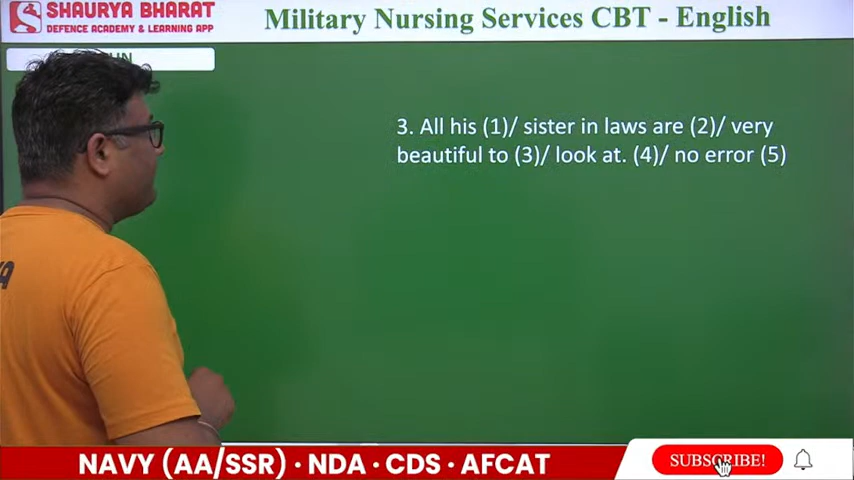 SHAURYA BHARAT
DEFENCE ACADEMY & LEARNING APP
Military Nursing Services CBT - English
3. All his (1)/ sister in laws are (2)/ very
beautiful to (3)/ look at. (4)/ no error (5)
NAVY (AA/SSR) · NDA · CDS · AFCAT
SUBSCRIBE!